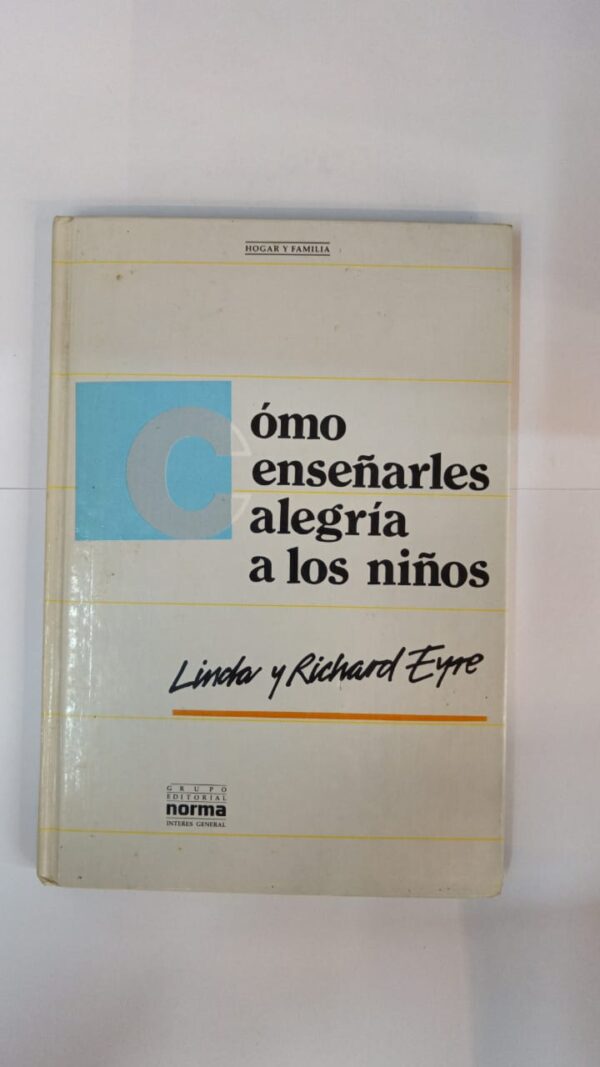 HOGAR Y FAMILIA
Cómo
enseñarles
alegría
a los niños
Linda y Richard Eyre
GRUPO
EDITORIAL
norma
INTERES GENERAL